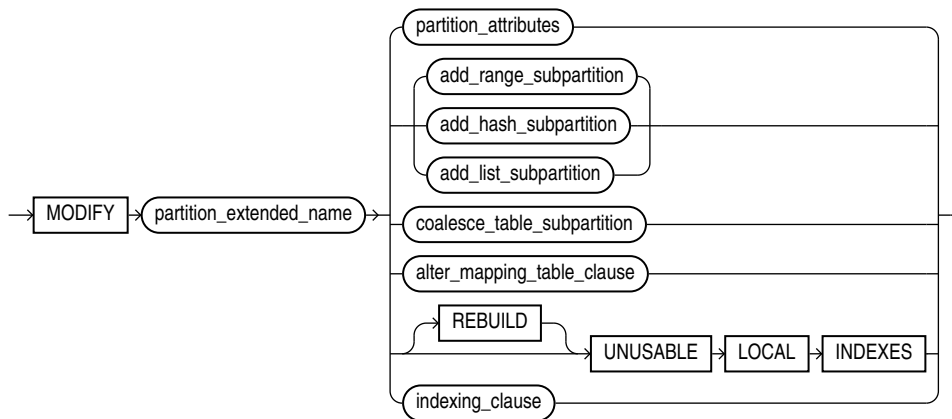 partition_attributes
add_range_subpartition
add_hash_subpartition
add_list_subpartition
MODIFY partition_extended_name
coalesce_table_subpartition
alter_mapping_table_clause
REBUILD
UNUSABLE LOCAL INDEXES
indexing_clause